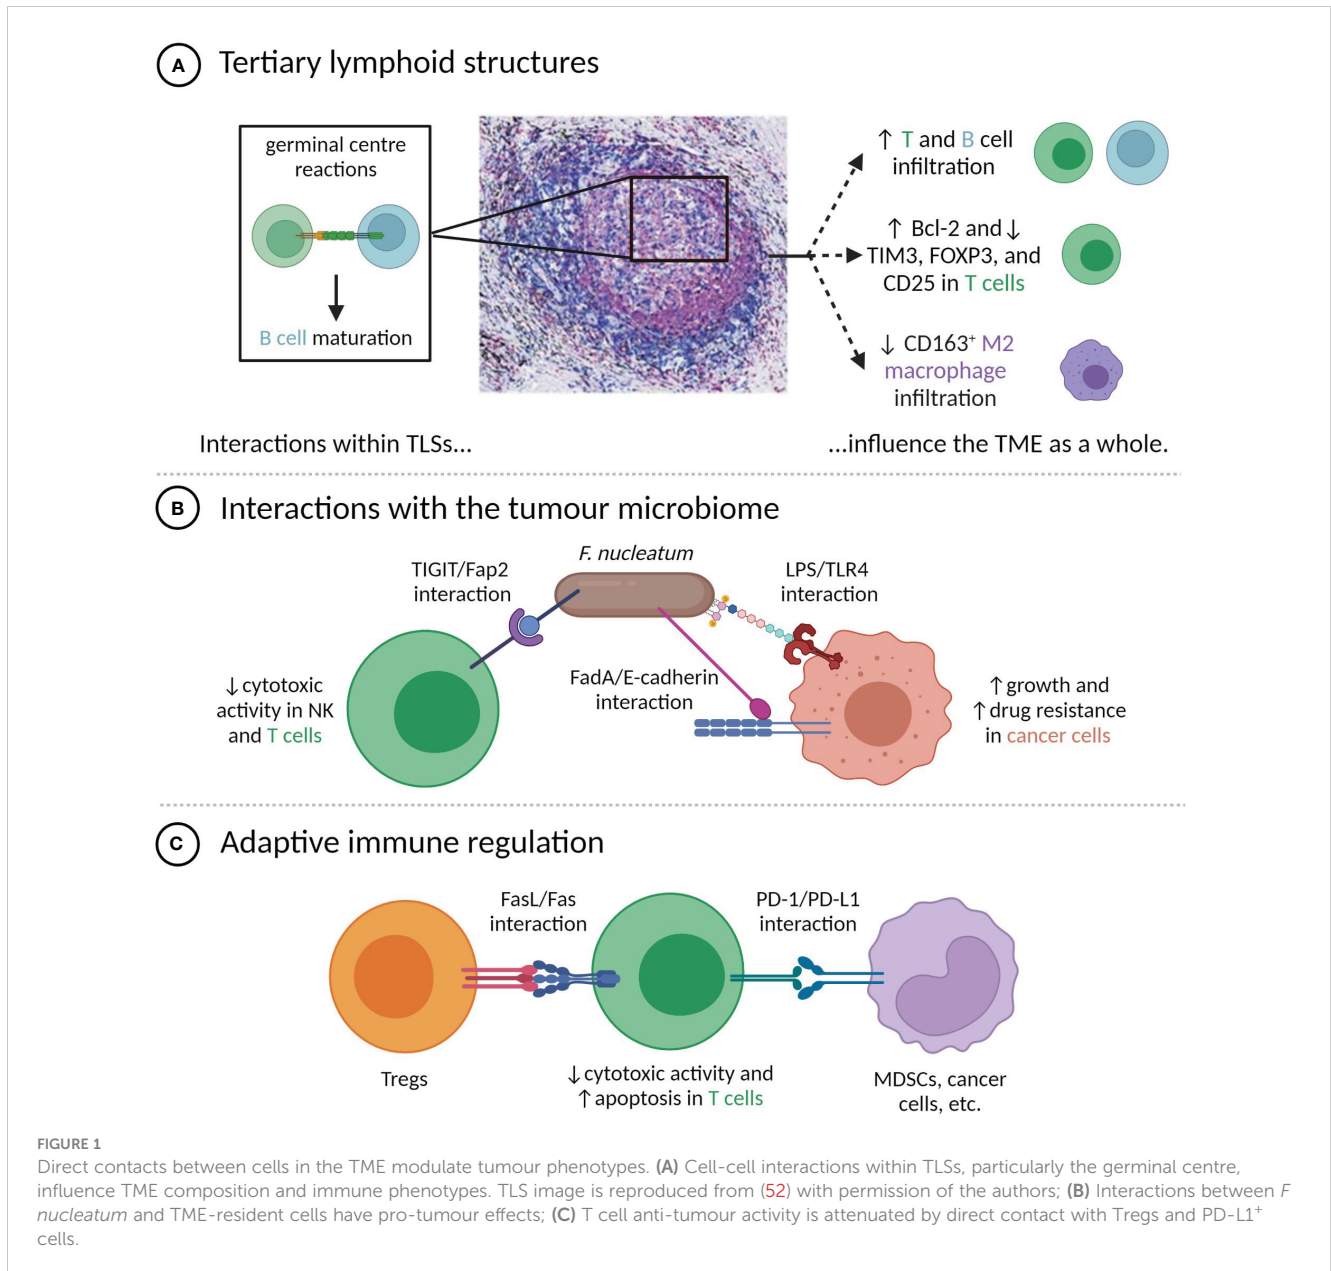 A Tertiary lymphoid structures
germinal centre
reactions
B cell maturation
↑ T and B cell
infiltration
↑ Bcl-2 and ↓
TIM3, FOXP3, and
CD25 in T cells
↓ CD163⁺ M2
macrophage
infiltration
Interactions within TLSs...
...influence the TME as a whole.
B Interactions with the tumour microbiome
F. nucleatum
TIGIT/Fap2
interaction
LPS/TLR4
interaction
FadA/E-cadherin
interaction
↓ cytotoxic
activity in NK
and T cells
↑ growth and
↑ drug resistance
in cancer cells
C Adaptive immune regulation
FasL/Fas
interaction
PD-1/PD-L1
interaction
Tregs
↓ cytotoxic activity and
↑ apoptosis in T cells
MDSCs, cancer
cells, etc.
FIGURE 1
Direct contacts between cells in the TME modulate tumour phenotypes. (A) Cell-cell interactions within TLSs, particularly the germinal centre,
influence TME composition and immune phenotypes. TLS image is reproduced from (52) with permission of the authors; (B) Interactions between F
nucleatum and TME-resident cells have pro-tumour effects; (C) T cell anti-tumour activity is attenuated by direct contact with Tregs and PD-L1⁺
cells.